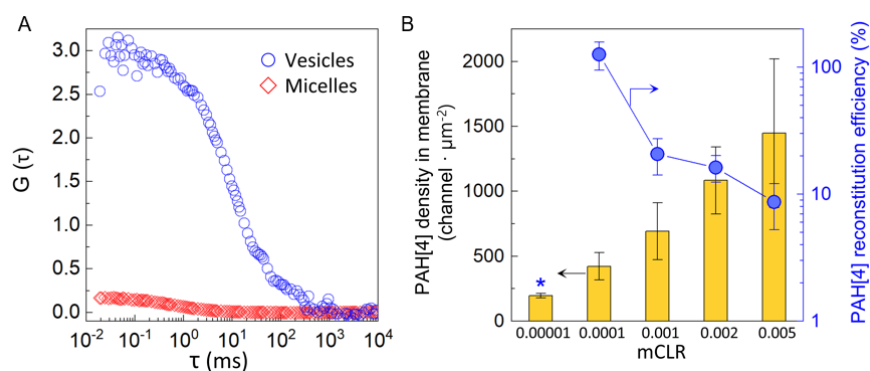 A
G (τ)
3.0
2.5
2.0
1.5
1.0
0.5
0.0
Vesicles
Micelles
10⁻² 10⁻¹ 10⁰ 10¹ 10² 10³ 10⁴
τ (ms)
B
PAH[4] density in membrane
(channel · μm⁻²)
2000
1500
1000
500
0
*
0.00001 0.0001 0.001 0.002 0.005
mCLR
100
10
1
PAH[4] reconstitution efficiency (%)